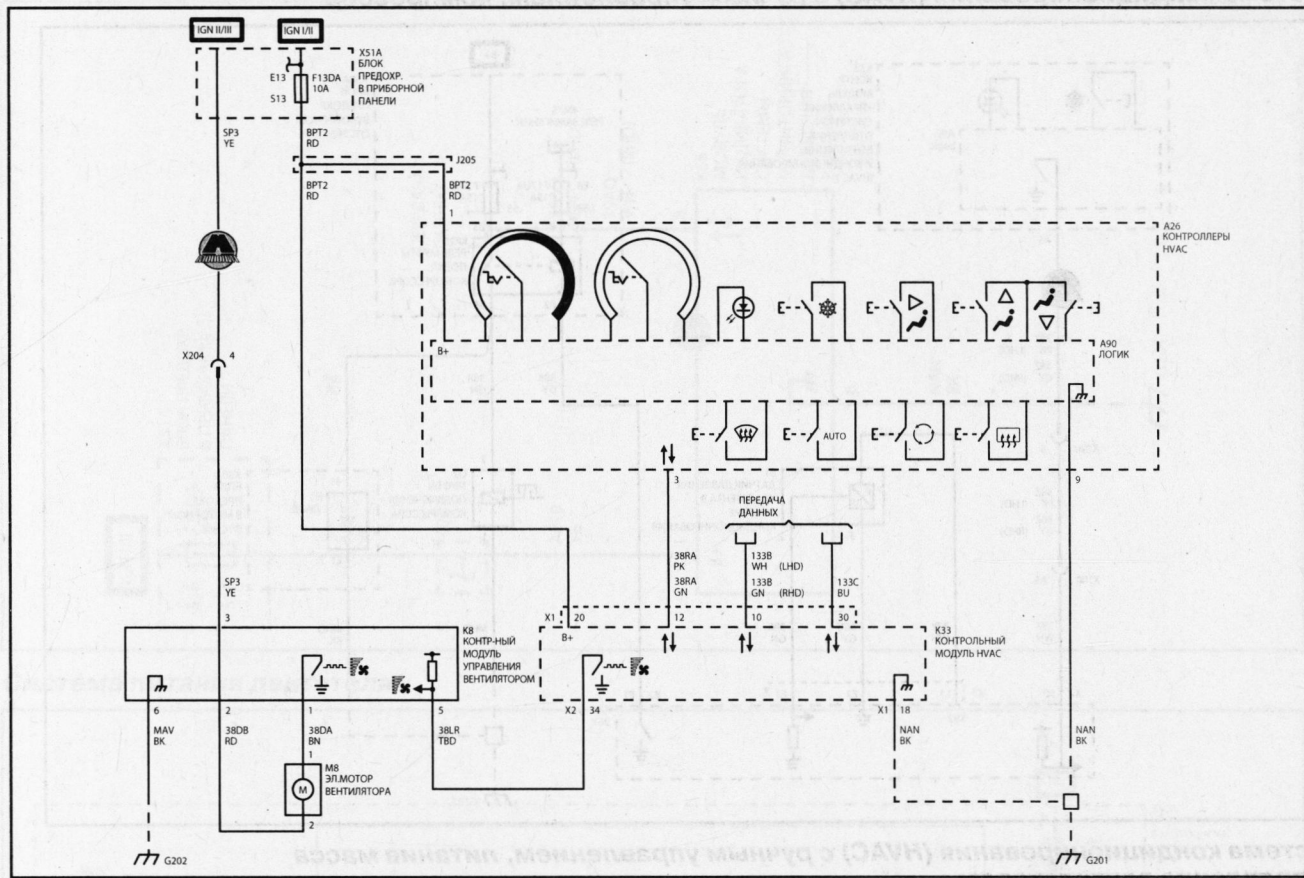 IGN II/III
IGN I/II
X51A
БЛОК
ПРЕДОХР.
В ПРИБОРНОЙ
ПАНЕЛИ
E13
F13DA
10A
S13
SP3
YE
BPT2
RD
J205
BPT2
RD
BPT2
RD
1
A26
КОНТРОЛЛЕРЫ
HVAC
X204
4
B+
A90
ЛОГИК
AUTO
3
9
ПЕРЕДАЧА
ДАННЫХ
38RA
PK
133B
WH (LHD)
38RA
GN
133B
GN (RHD)
133C
BU
SP3
YE
3
X1
20
12
10
30
B+
K8
КОНТР-НЫЙ
МОДУЛЬ
УПРАВЛЕНИЯ
ВЕНТИЛЯТОРОМ
K33
КОНТРОЛЬНЫЙ
МОДУЛЬ HVAC
6
2
1
5
X2
34
X1
18
MAV
BK
38DB
RD
38DA
BN
38LR
TBD
NAN
BK
NAN
BK
1
M8
ЭЛ.МОТОР
ВЕНТИЛЯТОРА
M
2
G202
G201